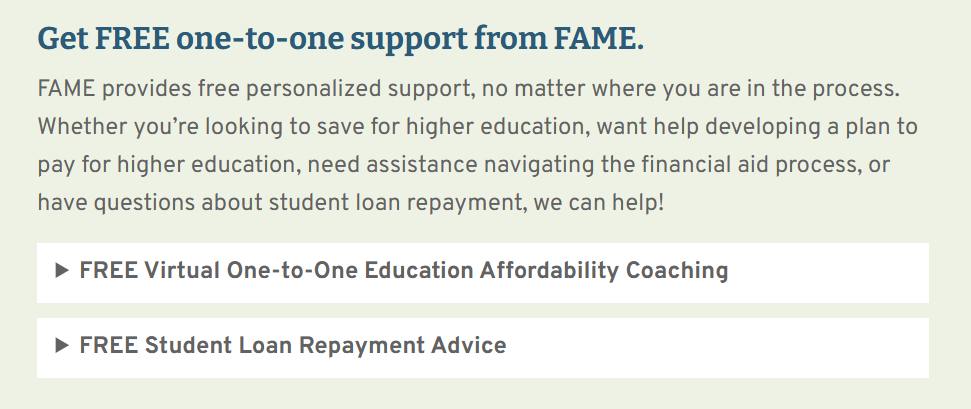 Get FREE one-to-one support from FAME.
FAME provides free personalized support, no matter where you are in the process.
Whether you’re looking to save for higher education, want help developing a plan to
pay for higher education, need assistance navigating the financial aid process, or
have questions about student loan repayment, we can help!
FREE Virtual One-to-One Education Affordability Coaching
FREE Student Loan Repayment Advice